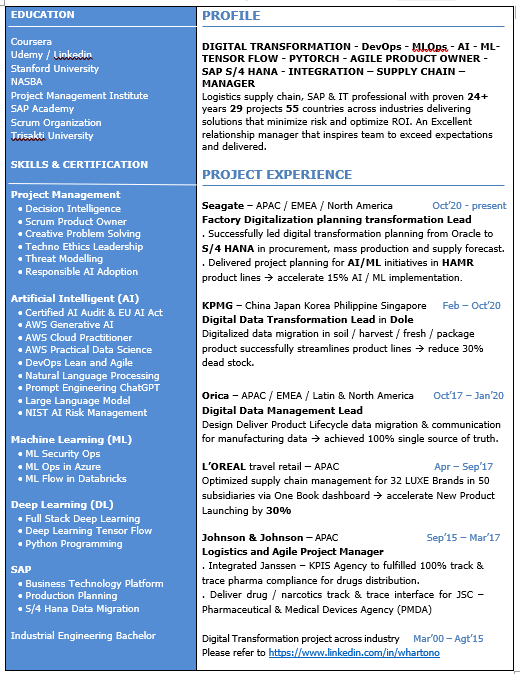 EDUCATION
Coursera
Udemy / Linkedin
Stanford University
NASBA
Project Management Institute
SAP Academy
Scrum Organization
Trisakti University
SKILLS & CERTIFICATION
Project Management
• Decision Intelligence
• Scrum Product Owner
• Creative Problem Solving
• Techno Ethics Leadership
• Threat Modelling
• Responsible AI Adoption
Artificial Intelligent (AI)
• Certified AI Audit & EU AI Act
• AWS Generative AI
• AWS Cloud Practitioner
• AWS Practical Data Science
• DevOps Lean and Agile
• Natural Language Processing
• Prompt Engineering ChatGPT
• Large Language Model
• NIST AI Risk Management
Machine Learning (ML)
• ML Security Ops
• ML Ops in Azure
• ML Flow in Databricks
Deep Learning (DL)
• Full Stack Deep Learning
• Deep Learning Tensor Flow
• Python Programming
SAP
• Business Technology Platform
• Production Planning
• S/4 Hana Data Migration
Industrial Engineering Bachelor
PROFILE
DIGITAL TRANSFORMATION - DevOps - MLOps - AI - ML-
TENSOR FLOW - PYTORCH - AGILE PRODUCT OWNER -
SAP S/4 HANA - INTEGRATION – SUPPLY CHAIN –
MANAGER
Logistics supply chain, SAP & IT professional with proven 24+
years 29 projects 55 countries across industries delivering
solutions that minimize risk and optimize ROI. An Excellent
relationship manager that inspires team to exceed expectations
and delivered.
PROJECT EXPERIENCE
Seagate – APAC / EMEA / North America Oct'20 - present
Factory Digitalization planning transformation Lead
. Successfully led digital transformation planning from Oracle to
S/4 HANA in procurement, mass production and supply forecast.
. Delivered project planning for AI/ML initiatives in HAMR
product lines → accelerate 15% AI / ML implementation.
KPMG – China Japan Korea Philippine Singapore Feb – Oct'20
Digital Data Transformation Lead in Dole
Digitalized data migration in soil / harvest / fresh / package
product successfully streamlines product lines → reduce 30%
dead stock.
Orica – APAC / EMEA / Latin & North America Oct'17 – Jan'20
Digital Data Management Lead
Design Deliver Product Lifecycle data migration & communication
for manufacturing data → achieved 100% single source of truth.
L'OREAL travel retail – APAC Apr – Sep'17
Optimized supply chain management for 32 LUXE Brands in 50
subsidiaries via One Book dashboard → accelerate New Product
Launching by 30%
Johnson & Johnson – APAC Sep'15 – Mar'17
Logistics and Agile Project Manager
. Integrated Janssen – KPIS Agency to fulfilled 100% track &
trace pharma compliance for drugs distribution.
. Deliver drug / narcotics track & trace interface for JSC –
Pharmaceutical & Medical Devices Agency (PMDA)
Digital Transformation project across industry Mar'00 – Agt'15
Please refer to https://www.linkedin.com/in/whartono